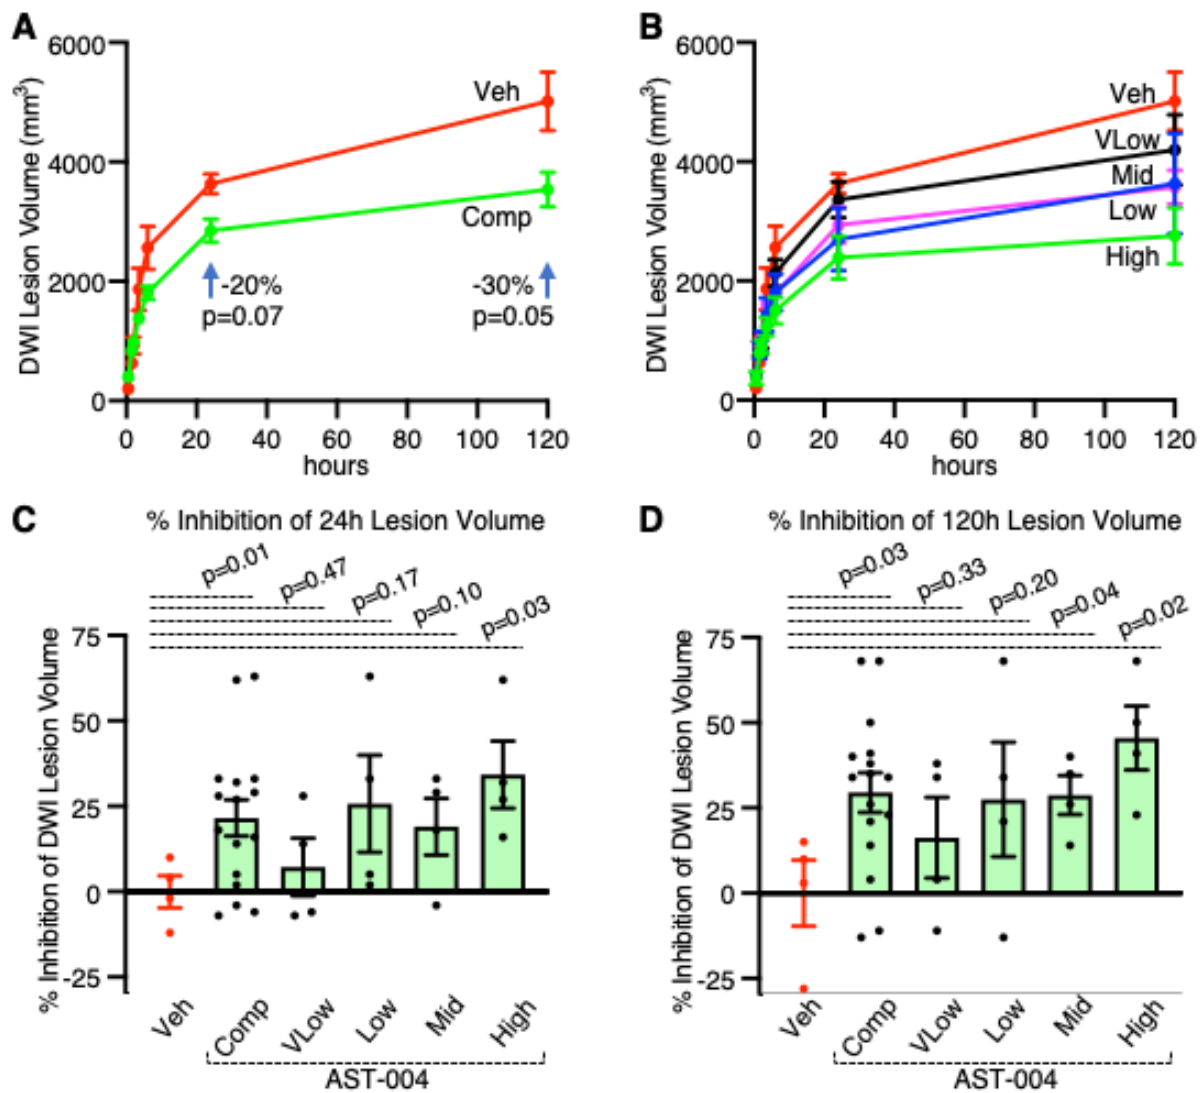 A
DWI Lesion Volume (mm³)
6000
4000
2000
0
Veh
Comp
-20%
p=0.07
-30%
p=0.05
0 20 40 60 80 100 120
hours
B
DWI Lesion Volume (mm³)
6000
4000
2000
0
Veh
VLow
Mid
Low
High
0 20 40 60 80 100 120
hours
C
% Inhibition of 24h Lesion Volume
p=0.01
p=0.47
p=0.17
p=0.10
p=0.03
% Inhibition of DWI Lesion Volume
75
50
25
0
-25
Veh Comp VLow Low Mid High
AST-004
D
% Inhibition of 120h Lesion Volume
p=0.03
p=0.33
p=0.20
p=0.04
p=0.02
% Inhibition of DWI Lesion Volume
75
50
25
0
-25
Veh Comp VLow Low Mid High
AST-004